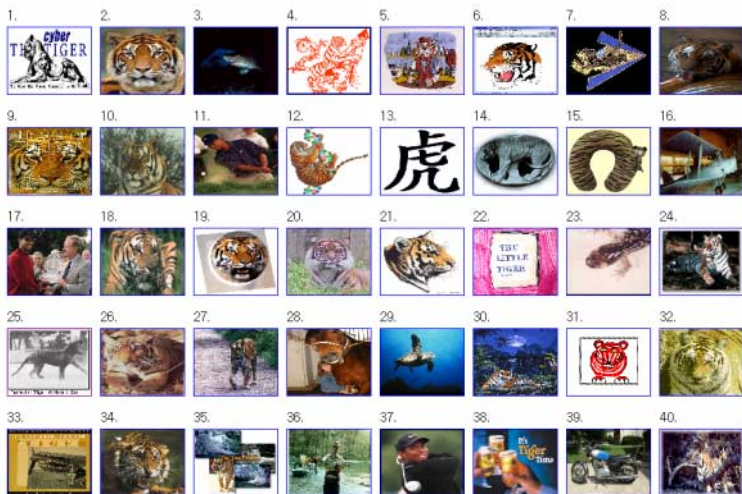 1. 2. 3. 4. 5. 6. 7. 8.
cyber
THE TIGER
9. 10. 11. 12. 13. 14. 15. 16.
虎
17. 18. 19. 20. 21. 22. 23. 24.
THE
LITTLE
TIGER
25. 26. 27. 28. 29. 30. 31. 32.
33. 34. 35. 36. 37. 38. 39. 40.
It's
Tiger
Time